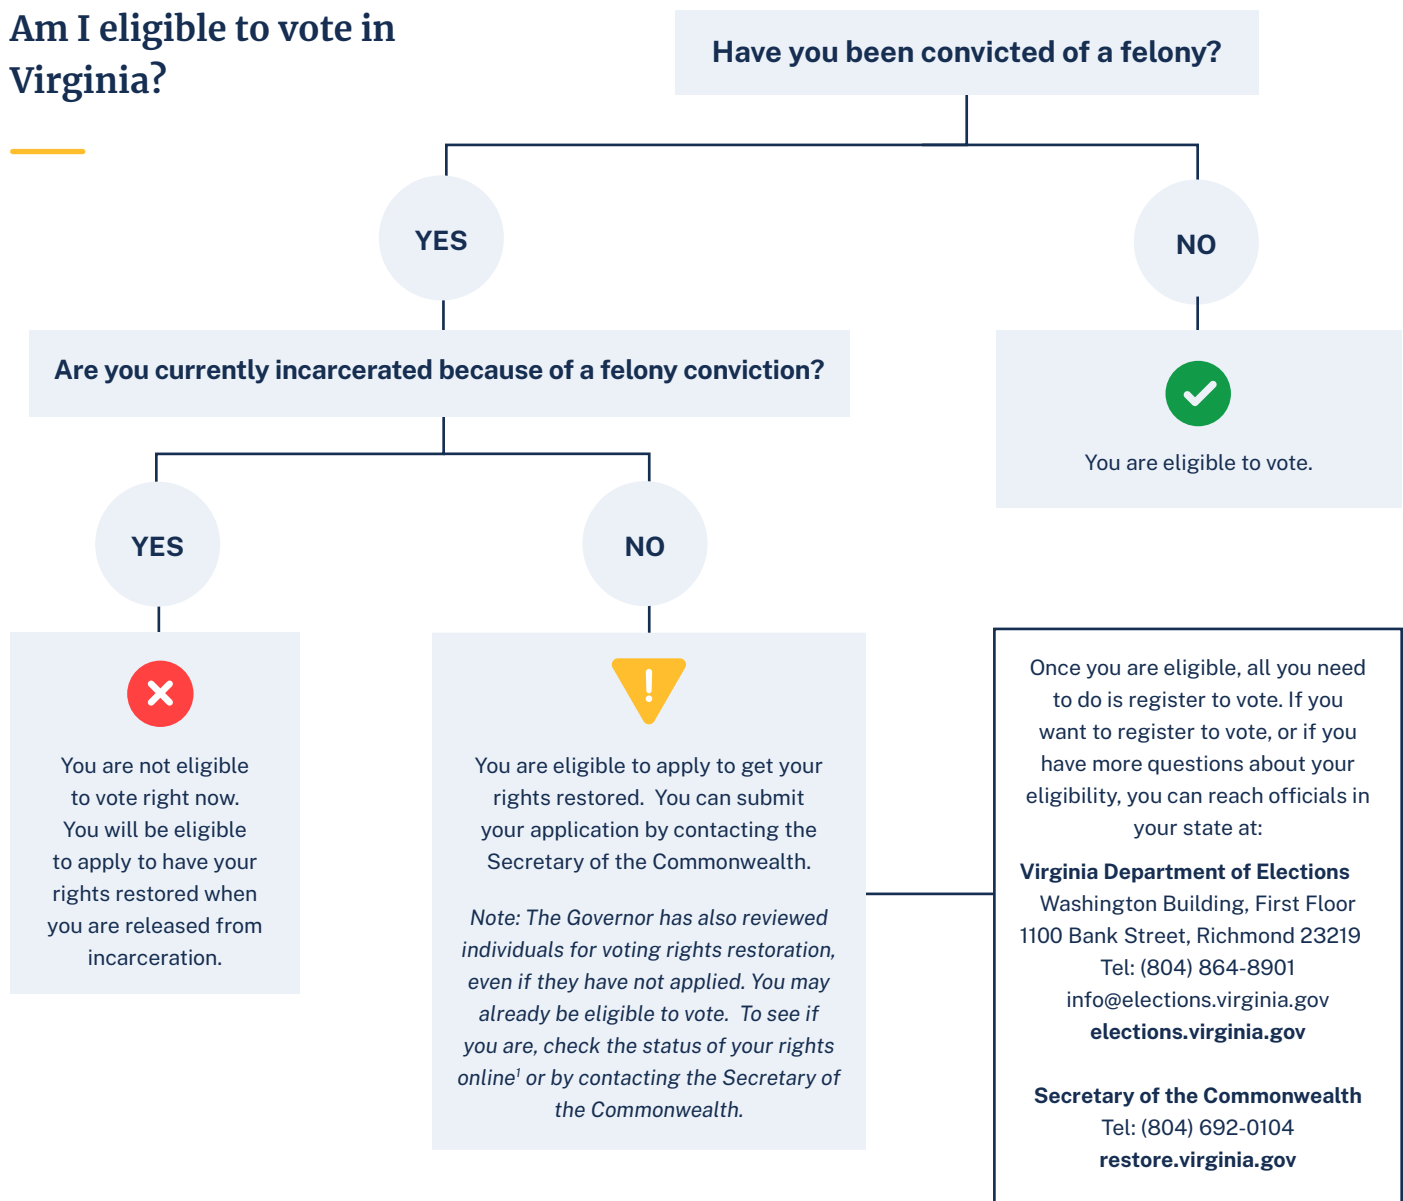 Am I eligible to vote in
Virginia?
Have you been convicted of a felony?
YES
NO
Are you currently incarcerated because of a felony conviction?
You are eligible to vote.
YES
NO
You are not eligible
to vote right now.
You will be eligible
to apply to have your
rights restored when
you are released from
incarceration.
You are eligible to apply to get your
rights restored.  You can submit
your application by contacting the
Secretary of the Commonwealth.
Note: The Governor has also reviewed
individuals for voting rights restoration,
even if they have not applied. You may
already be eligible to vote.  To see if
you are, check the status of your rights
online¹ or by contacting the Secretary of
the Commonwealth.
Once you are eligible, all you need
to do is register to vote. If you
want to register to vote, or if you
have more questions about your
eligibility, you can reach officials in
your state at:
Virginia Department of Elections
Washington Building, First Floor
1100 Bank Street, Richmond 23219
Tel: (804) 864-8901
info@elections.virginia.gov
elections.virginia.gov
Secretary of the Commonwealth
Tel: (804) 692-0104
restore.virginia.gov